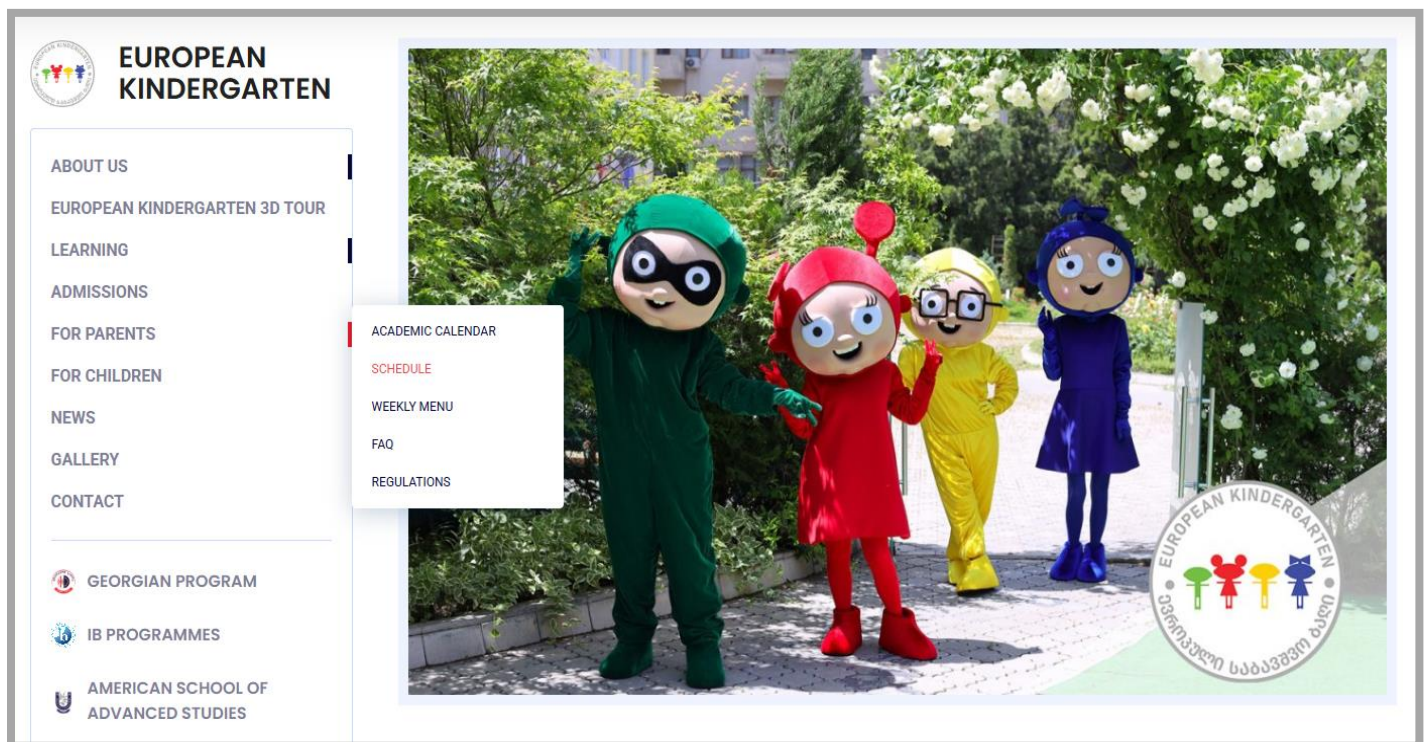 EUROPEAN
KINDERGARTEN
ABOUT US
EUROPEAN KINDERGARTEN 3D TOUR
LEARNING
ADMISSIONS
FOR PARENTS
FOR CHILDREN
NEWS
GALLERY
CONTACT
ACADEMIC CALENDAR
SCHEDULE
WEEKLY MENU
FAQ
REGULATIONS
GEORGIAN PROGRAM
IB PROGRAMMES
AMERICAN SCHOOL OF
ADVANCED STUDIES
EUROPEAN KINDERGARTEN
ევროპული საბავშვო ბაღი